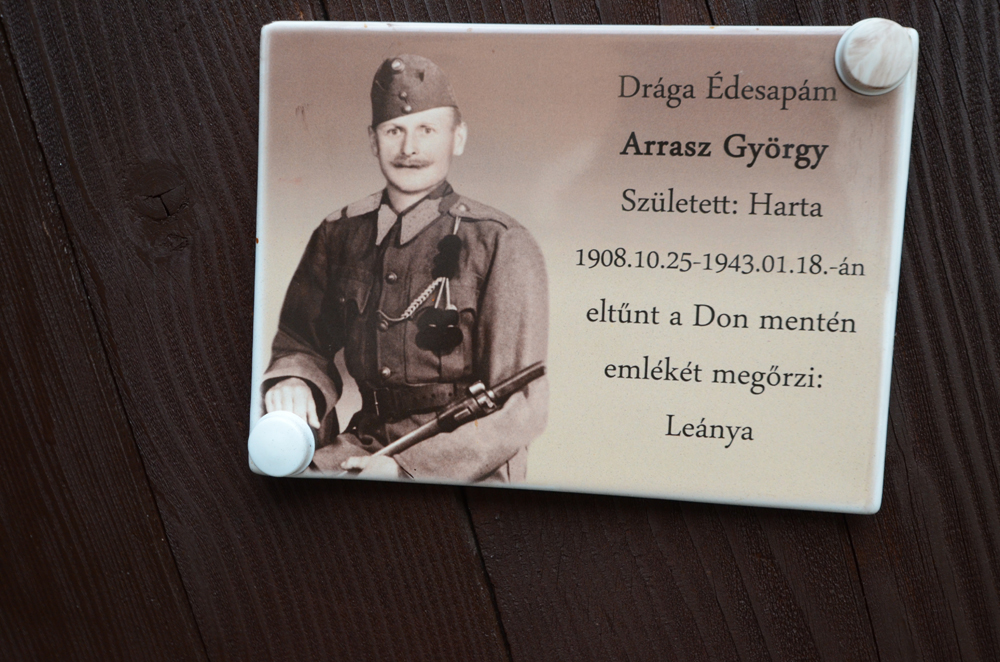 Drága Édesapám
Arrasz György
Született: Harta
1908.10.25-1943.01.18.-án
eltűnt a Don mentén
emlékét megőrzi:
Leánya